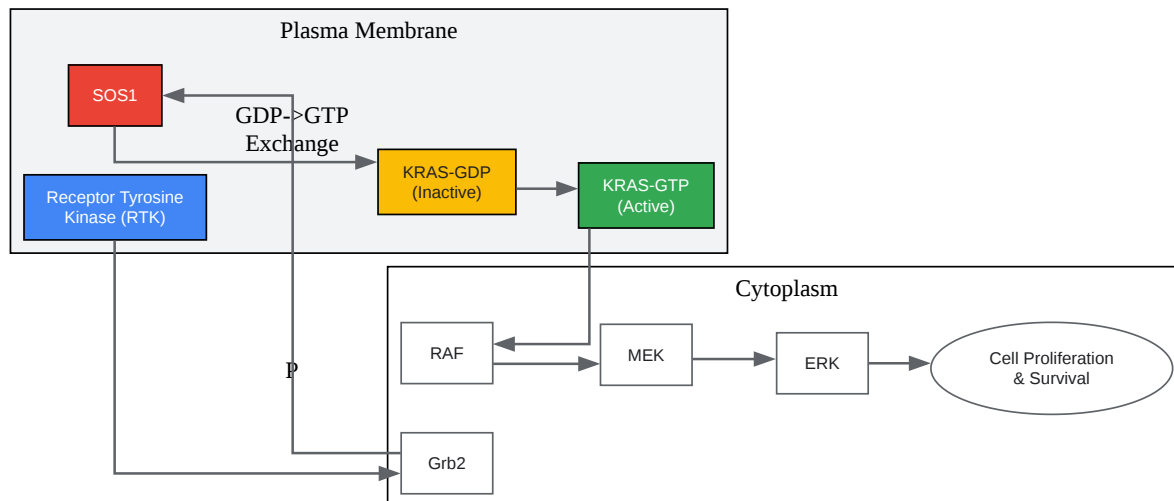 Plasma Membrane
SOS1
GDP->GTP
Exchange
KRAS-GDP
(Inactive)
KRAS-GTP
(Active)
Receptor Tyrosine
Kinase (RTK)
Cytoplasm
RAF
MEK
ERK
Cell Proliferation
& Survival
P
Grb2